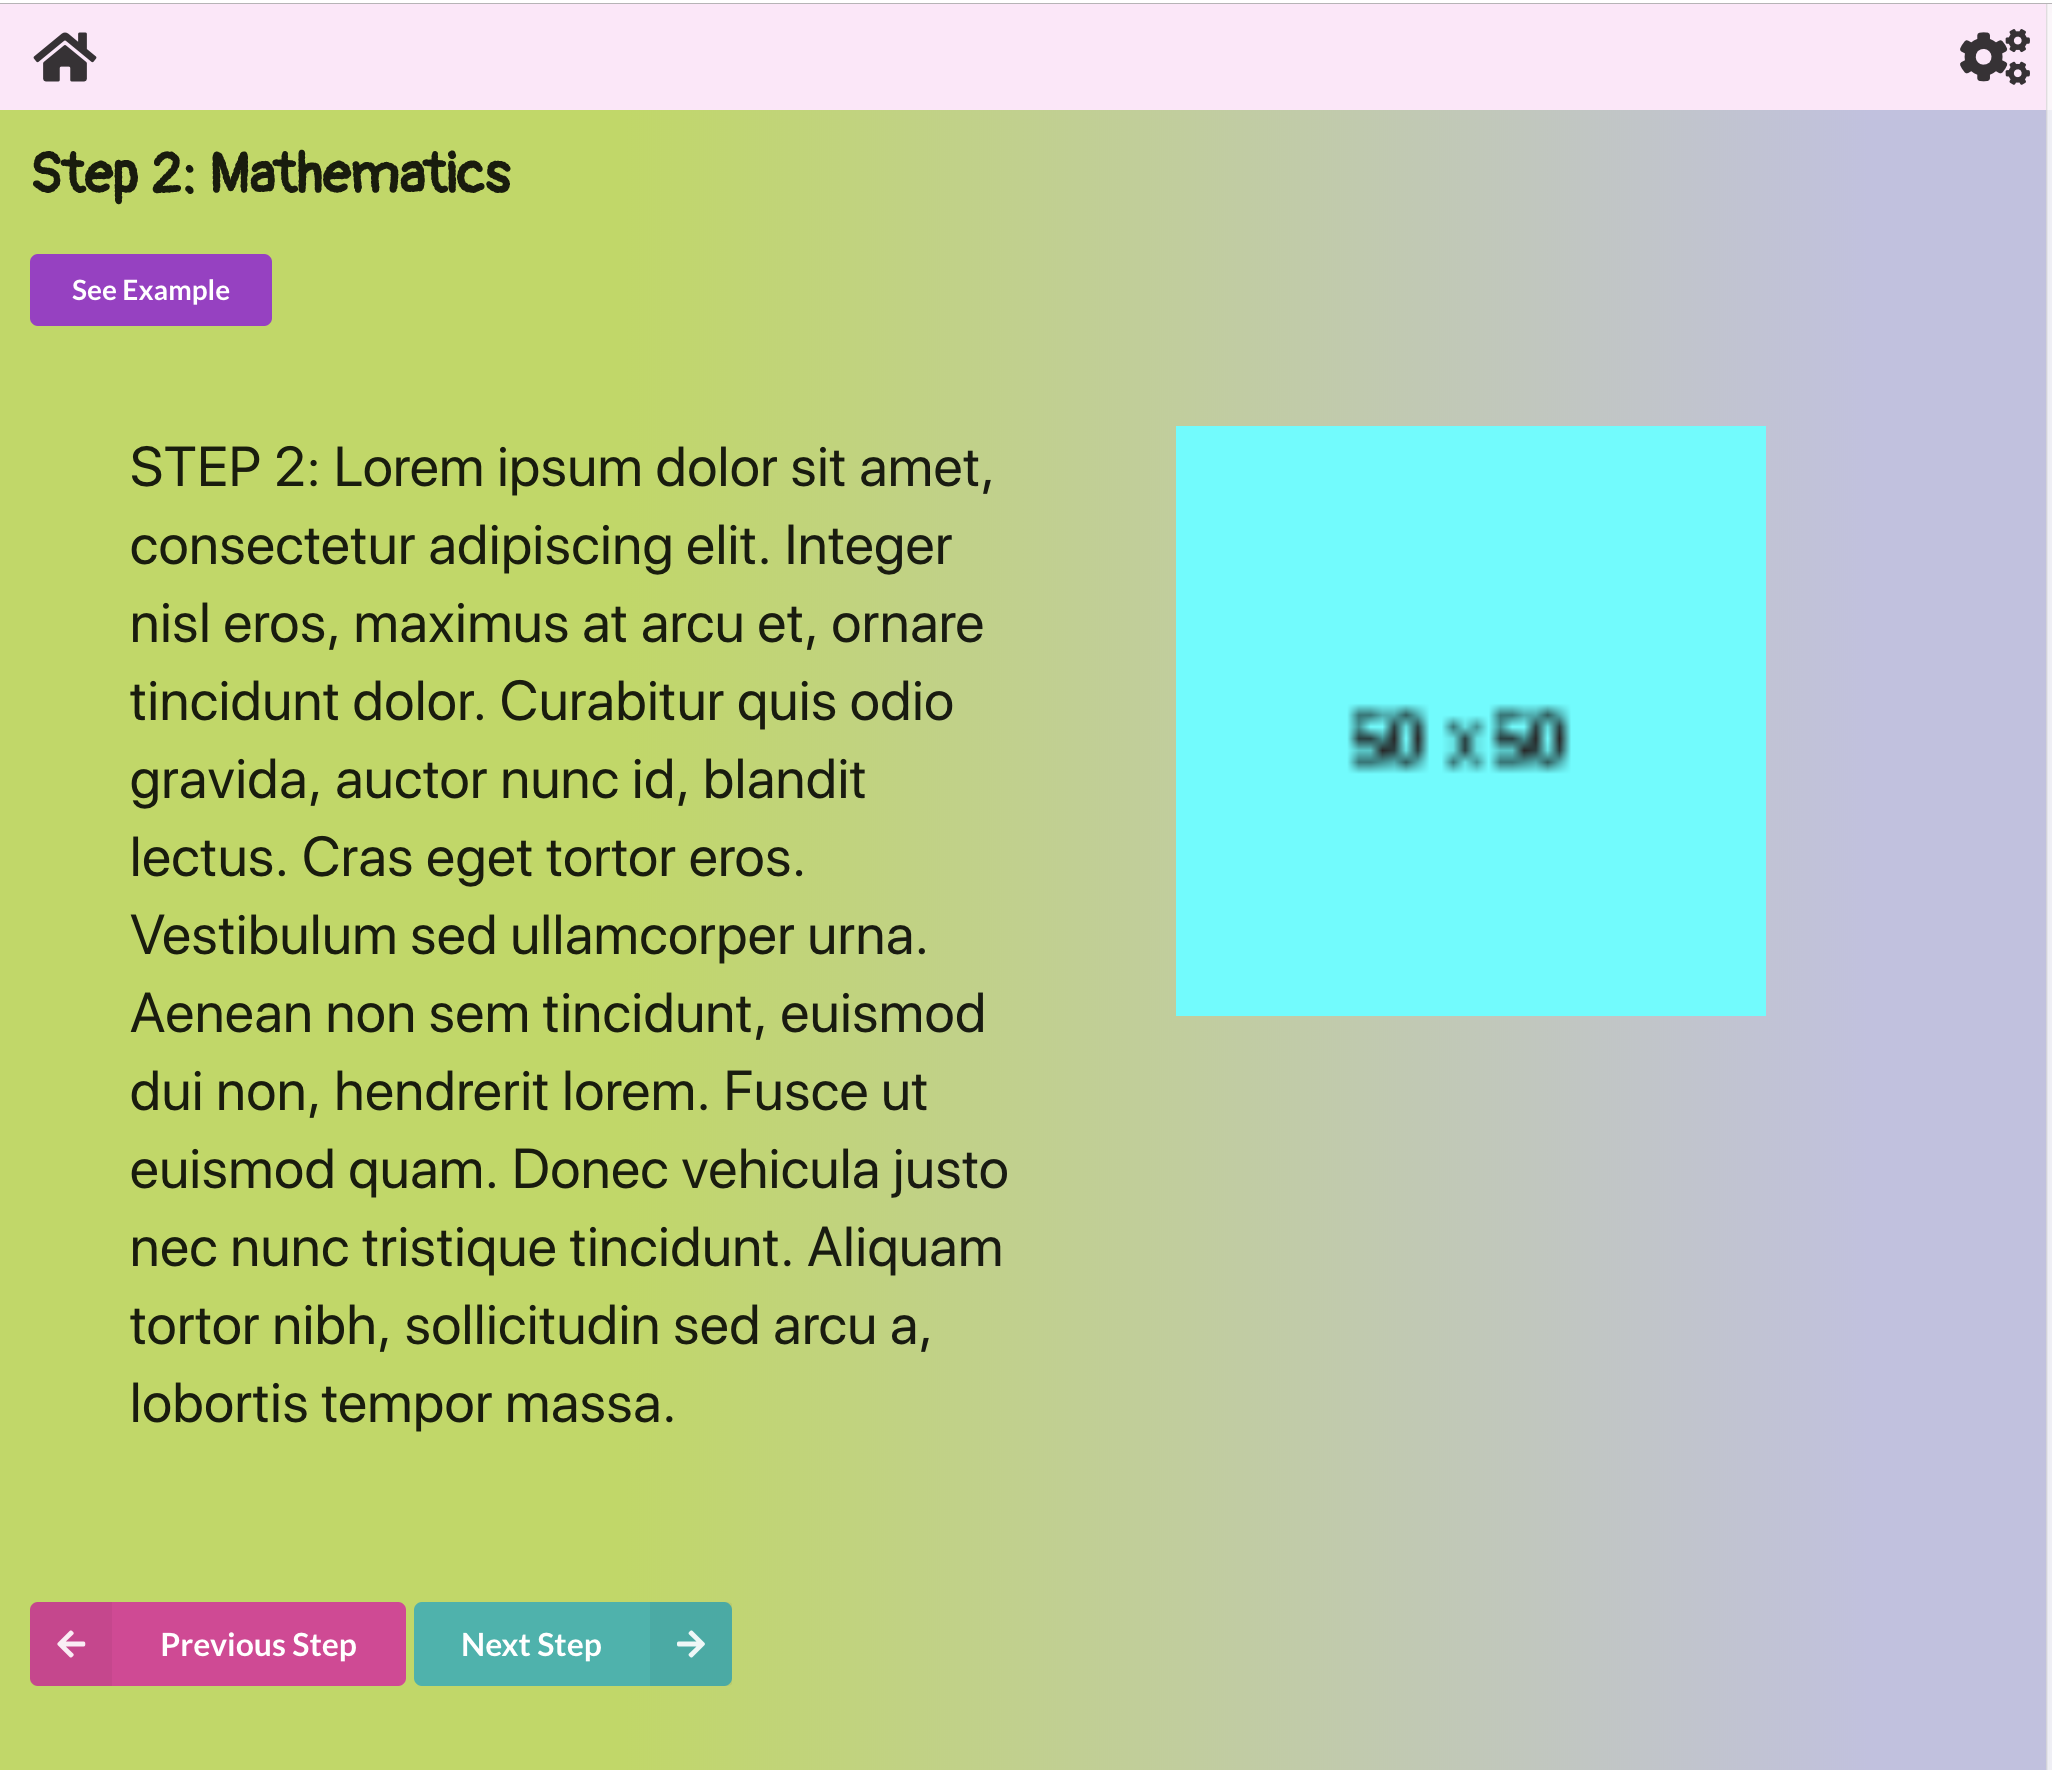 Step 2: Mathematics
See Example
STEP 2: Lorem ipsum dolor sit amet,
consectetur adipiscing elit. Integer
nisl eros, maximus at arcu et, ornare
tincidunt dolor. Curabitur quis odio
gravida, auctor nunc id, blandit
lectus. Cras eget tortor eros.
Vestibulum sed ullamcorper urna.
Aenean non sem tincidunt, euismod
dui non, hendrerit lorem. Fusce ut
euismod quam. Donec vehicula justo
nec nunc tristique tincidunt. Aliquam
tortor nibh, sollicitudin sed arcu a,
lobortis tempor massa.
50 x 50
Previous Step
Next Step